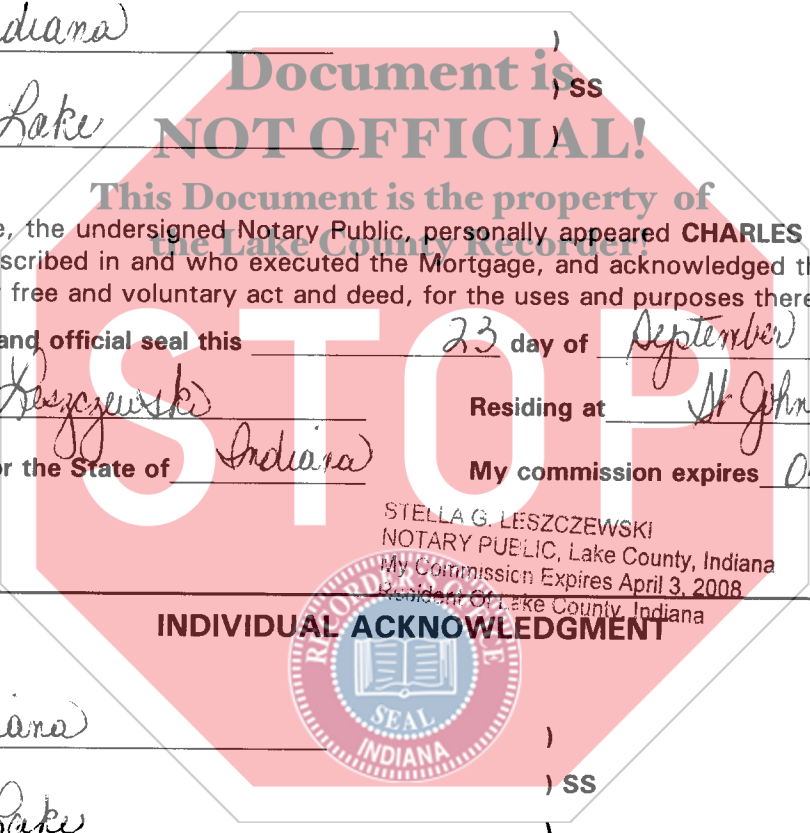 diana
)
Document is
) SS
Lake
NOT OFFICIAL!
)
This Document is the property of
e, the undersigned Notary Public, personally appeared CHARLES
the Lake County Recorder!
scribed in and who executed the Mortgage, and acknowledged th
free and voluntary act and deed, for the uses and purposes there
and official seal this 23 day of September
STOP
Leszczewski Residing at St John
or the State of Indiana My commission expires 0
STELLA G. LESZCZEWSKI
NOTARY PUBLIC, Lake County, Indiana
My Commission Expires April 3, 2008
Resident Of Lake County, Indiana
INDIVIDUAL ACKNOWLEDGMENT
RECORDER'S OFFICE
SEAL
INDIANA
iana
)
) SS
Lake
)